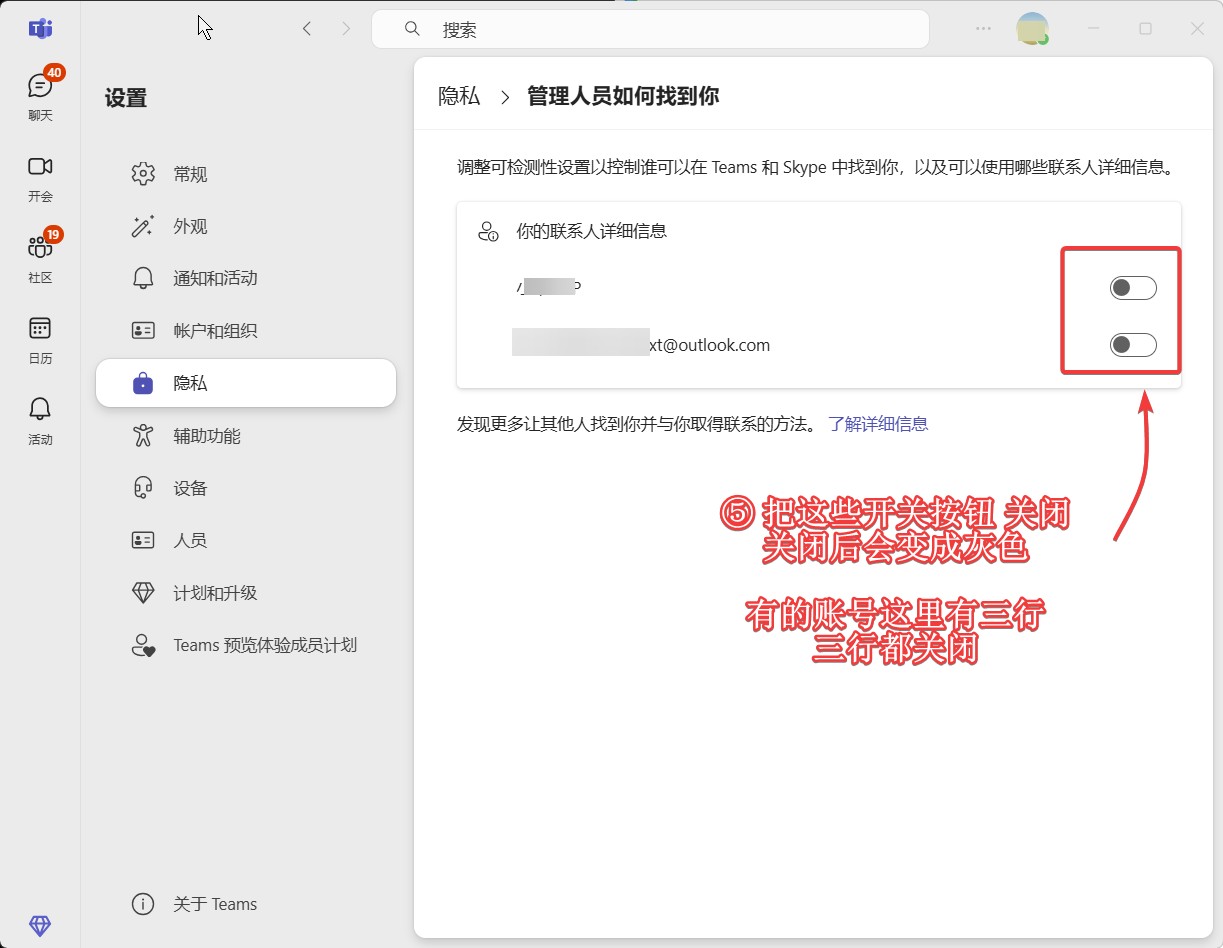 搜索
40
聊天
开会
19
社区
日历
活动
设置
常规
外观
通知和活动
帐户和组织
隐私
辅助功能
设备
人员
计划和升级
Teams 预览体验成员计划
关于 Teams
隐私 > 管理人员如何找到你
调整可检测性设置以控制谁可以在 Teams 和 Skype 中找到你，以及可以使用哪些联系人详细信息。
你的联系人详细信息
xt@outlook.com
发现更多让其他人找到你并与你取得联系的方法。 了解详细信息
⑤ 把这些开关按钮 关闭
关闭后会变成灰色
有的账号这里有三行
三行都关闭